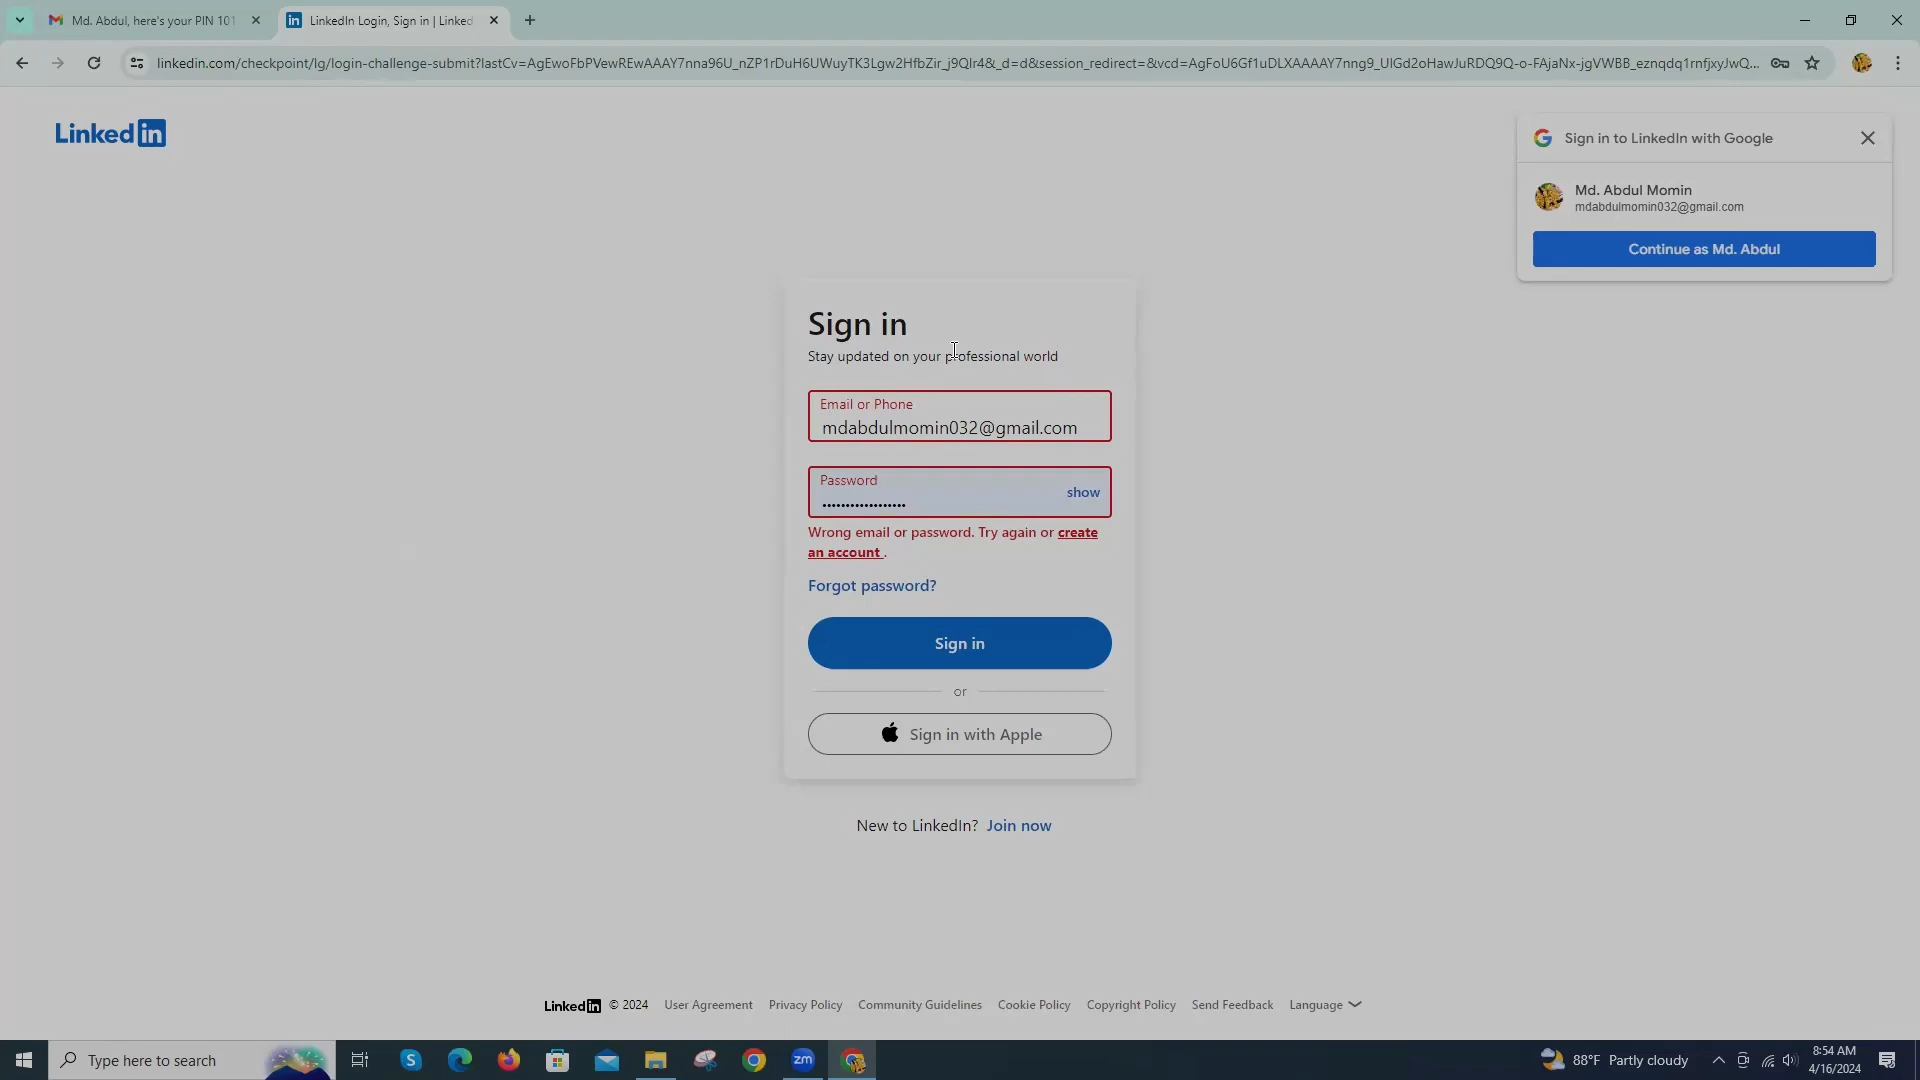 Md. Abdul, here's your PIN 101
LinkedIn Login, Sign in | Linked
linkedin.com/checkpoint/lg/login-challenge-submit?lastCv=AgEwoFbPVewREwAAAY7nna96U_nZP1rDuH6UWuyTK3Lgw2HfbZir_j9Qlr4&_d=d&session_redirect=&vcd=AgFoU6Gf1uDLXAAAAY7nng9_UlGd2oHawJuRDQ9Q-o-FAjaNx-jgVWBB_eznqdq1rnfjxyJwQ...
Linked in
Sign in to LinkedIn with Google
Md. Abdul Momin
mdabdulmomin032@gmail.com
Continue as Md. Abdul
Sign in
Stay updated on your professional world
Email or Phone
mdabdulmomin032@gmail.com
Password
show
Wrong email or password. Try again or create
an account .
Forgot password?
Sign in
or
Sign in with Apple
New to LinkedIn? Join now
Linked in © 2024 User Agreement Privacy Policy Community Guidelines Cookie Policy Copyright Policy Send Feedback Language
Type here to search
88°F Partly cloudy
8:54 AM
4/16/2024